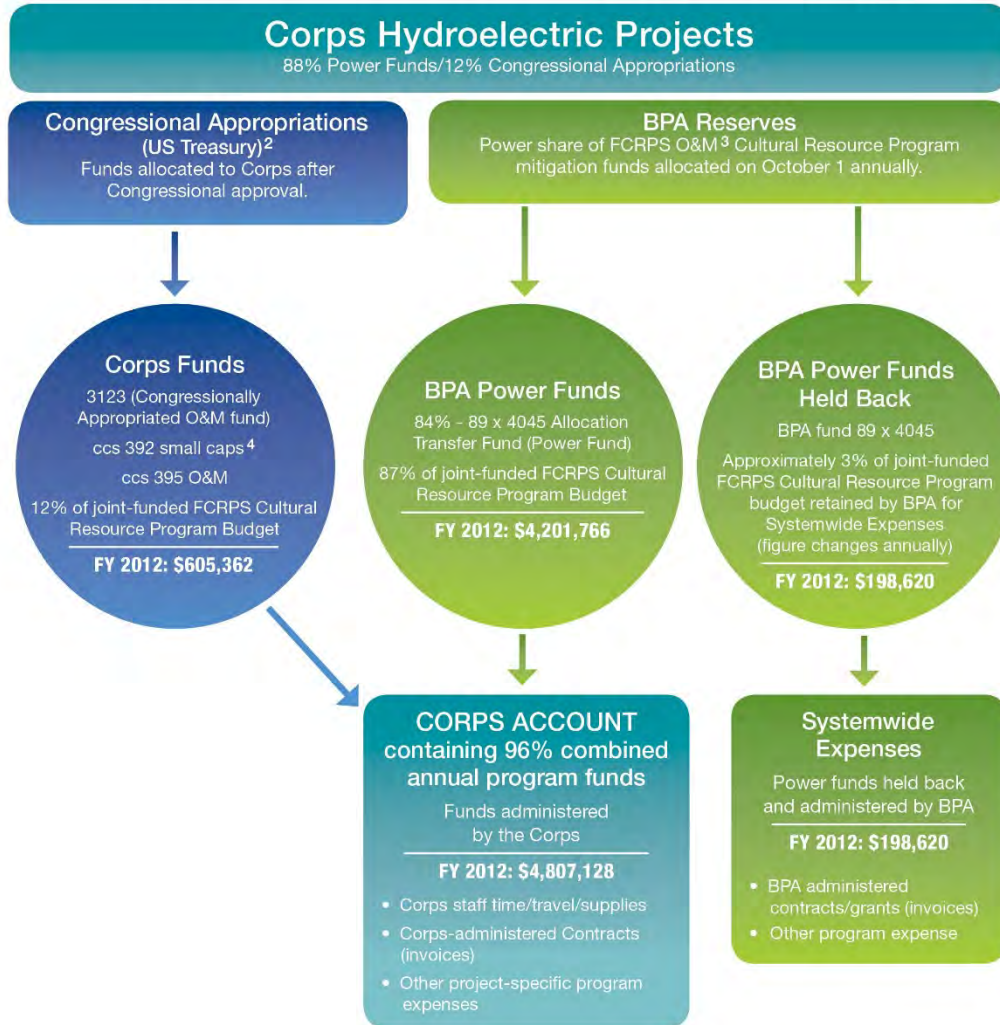 Corps Hydroelectric Projects
88% Power Funds/12% Congressional Appropriations
Congressional Appropriations
(US Treasury)2
Funds allocated to Corps after
Congressional approval.
BPA Reserves
Power share of FCRPS O&M3 Cultural Resource Program
mitigation funds allocated on October 1 annually.
Corps Funds
3123 (Congressionally
Appropriated O&M fund)
ccs 392 small caps4
ccs 395 O&M
12% of joint-funded FCRPS Cultural
Resource Program Budget
FY 2012: $605,362
BPA Power Funds
84% - 89 x 4045 Allocation
Transfer Fund (Power Fund)
87% of joint-funded FCRPS Cultural
Resource Program Budget
FY 2012: $4,201,766
BPA Power Funds
Held Back
BPA fund 89 x 4045
Approximately 3% of joint-funded
FCRPS Cultural Resource Program
budget retained by BPA for
Systemwide Expenses
(figure changes annually)
FY 2012: $198,620
CORPS ACCOUNT
containing 96% combined
annual program funds
Funds administered
by the Corps
FY 2012: $4,807,128
• Corps staff time/travel/supplies
• Corps-administered Contracts
(invoices)
• Other project-specific program
expenses
Systemwide
Expenses
Power funds held back
and administered by BPA
FY 2012: $198,620
• BPA administered
contracts/grants (invoices)
• Other program expense